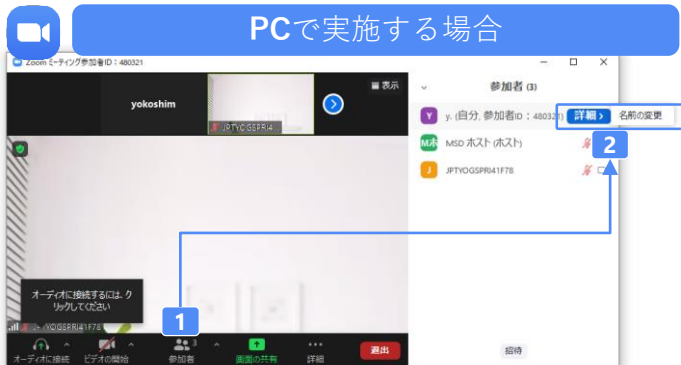 PCで実施する場合
Zoom ミーティング参加者ID：480321
表示
yokoshim
JPTYOGSPRI4
参加者 (3)
Y
y. (自分, 参加者ID：480321)
詳細 >
名前の変更
Mホ
MSD ホスト (ホスト)
2
J
JPTYOGSPRI41F78
オーディオに接続するには、ク
リックしてください
1
YOGSPRI41F78
3
オーディオに接続
ビデオの開始
参加者
画面の共有
詳細
退出
招待